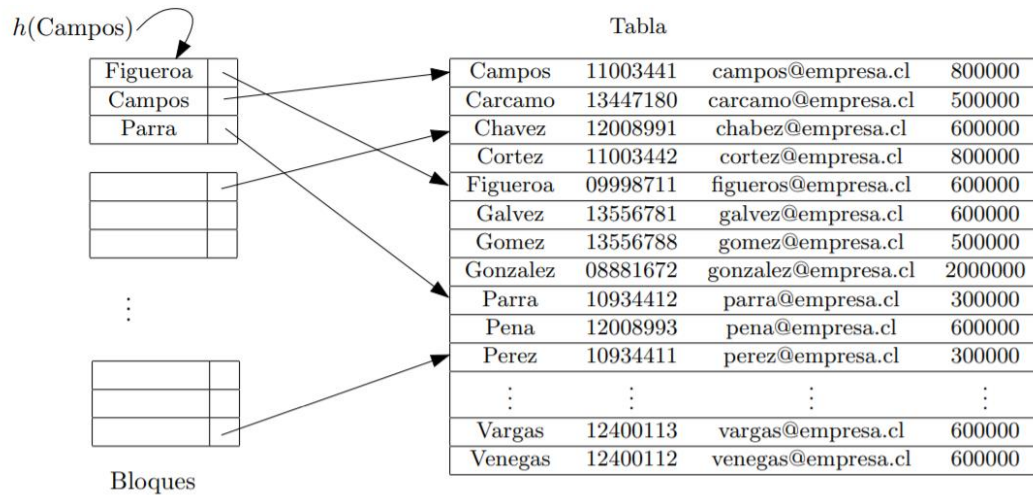 h(Campos)
Tabla
Figueroa
Campos
Parra
Campos 11003441 campos@empresa.cl 800000
Carcamo 13447180 carcamo@empresa.cl 500000
Chavez 12008991 chabez@empresa.cl 600000
Cortez 11003442 cortez@empresa.cl 800000
Figueroa 09998711 figueros@empresa.cl 600000
Galvez 13556781 galvez@empresa.cl 600000
Gomez 13556788 gomez@empresa.cl 500000
Gonzalez 08881672 gonzalez@empresa.cl 2000000
Parra 10934412 parra@empresa.cl 300000
Pena 12008993 pena@empresa.cl 600000
Perez 10934411 perez@empresa.cl 300000
⋮ ⋮ ⋮ ⋮
Vargas 12400113 vargas@empresa.cl 600000
Venegas 12400112 venegas@empresa.cl 600000
⋮
Bloques